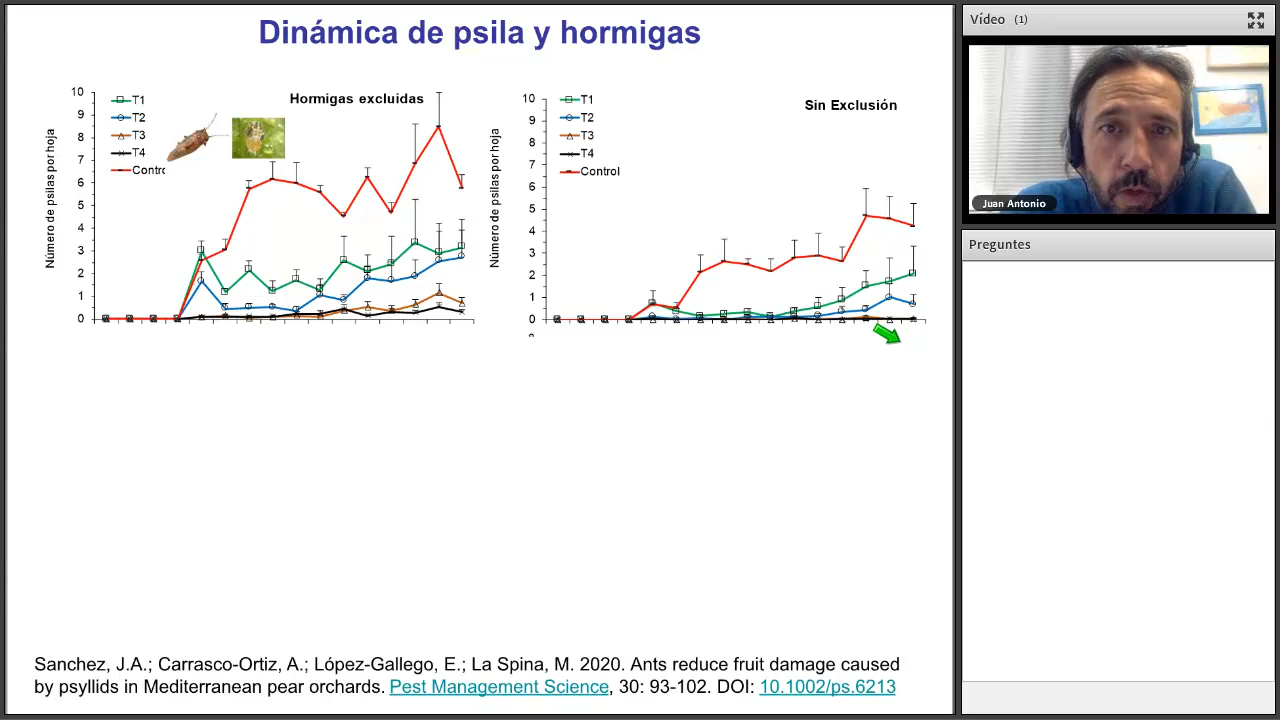 Dinámica de psila y hormigas
Hormigas excluidas
Número de psilas por hoja
10
9
8
7
6
5
4
3
2
1
0
T1
T2
T3
T4
Contro
Sin Exclusión
Número de psilas por hoja
10
9
8
7
6
5
4
3
2
1
0
T1
T2
T3
T4
Control
Sanchez, J.A.; Carrasco-Ortiz, A.; López-Gallego, E.; La Spina, M. 2020. Ants reduce fruit damage caused
by psyllids in Mediterranean pear orchards. Pest Management Science, 30: 93-102. DOI: 10.1002/ps.6213
Vídeo (1)
Juan Antonio
Preguntes